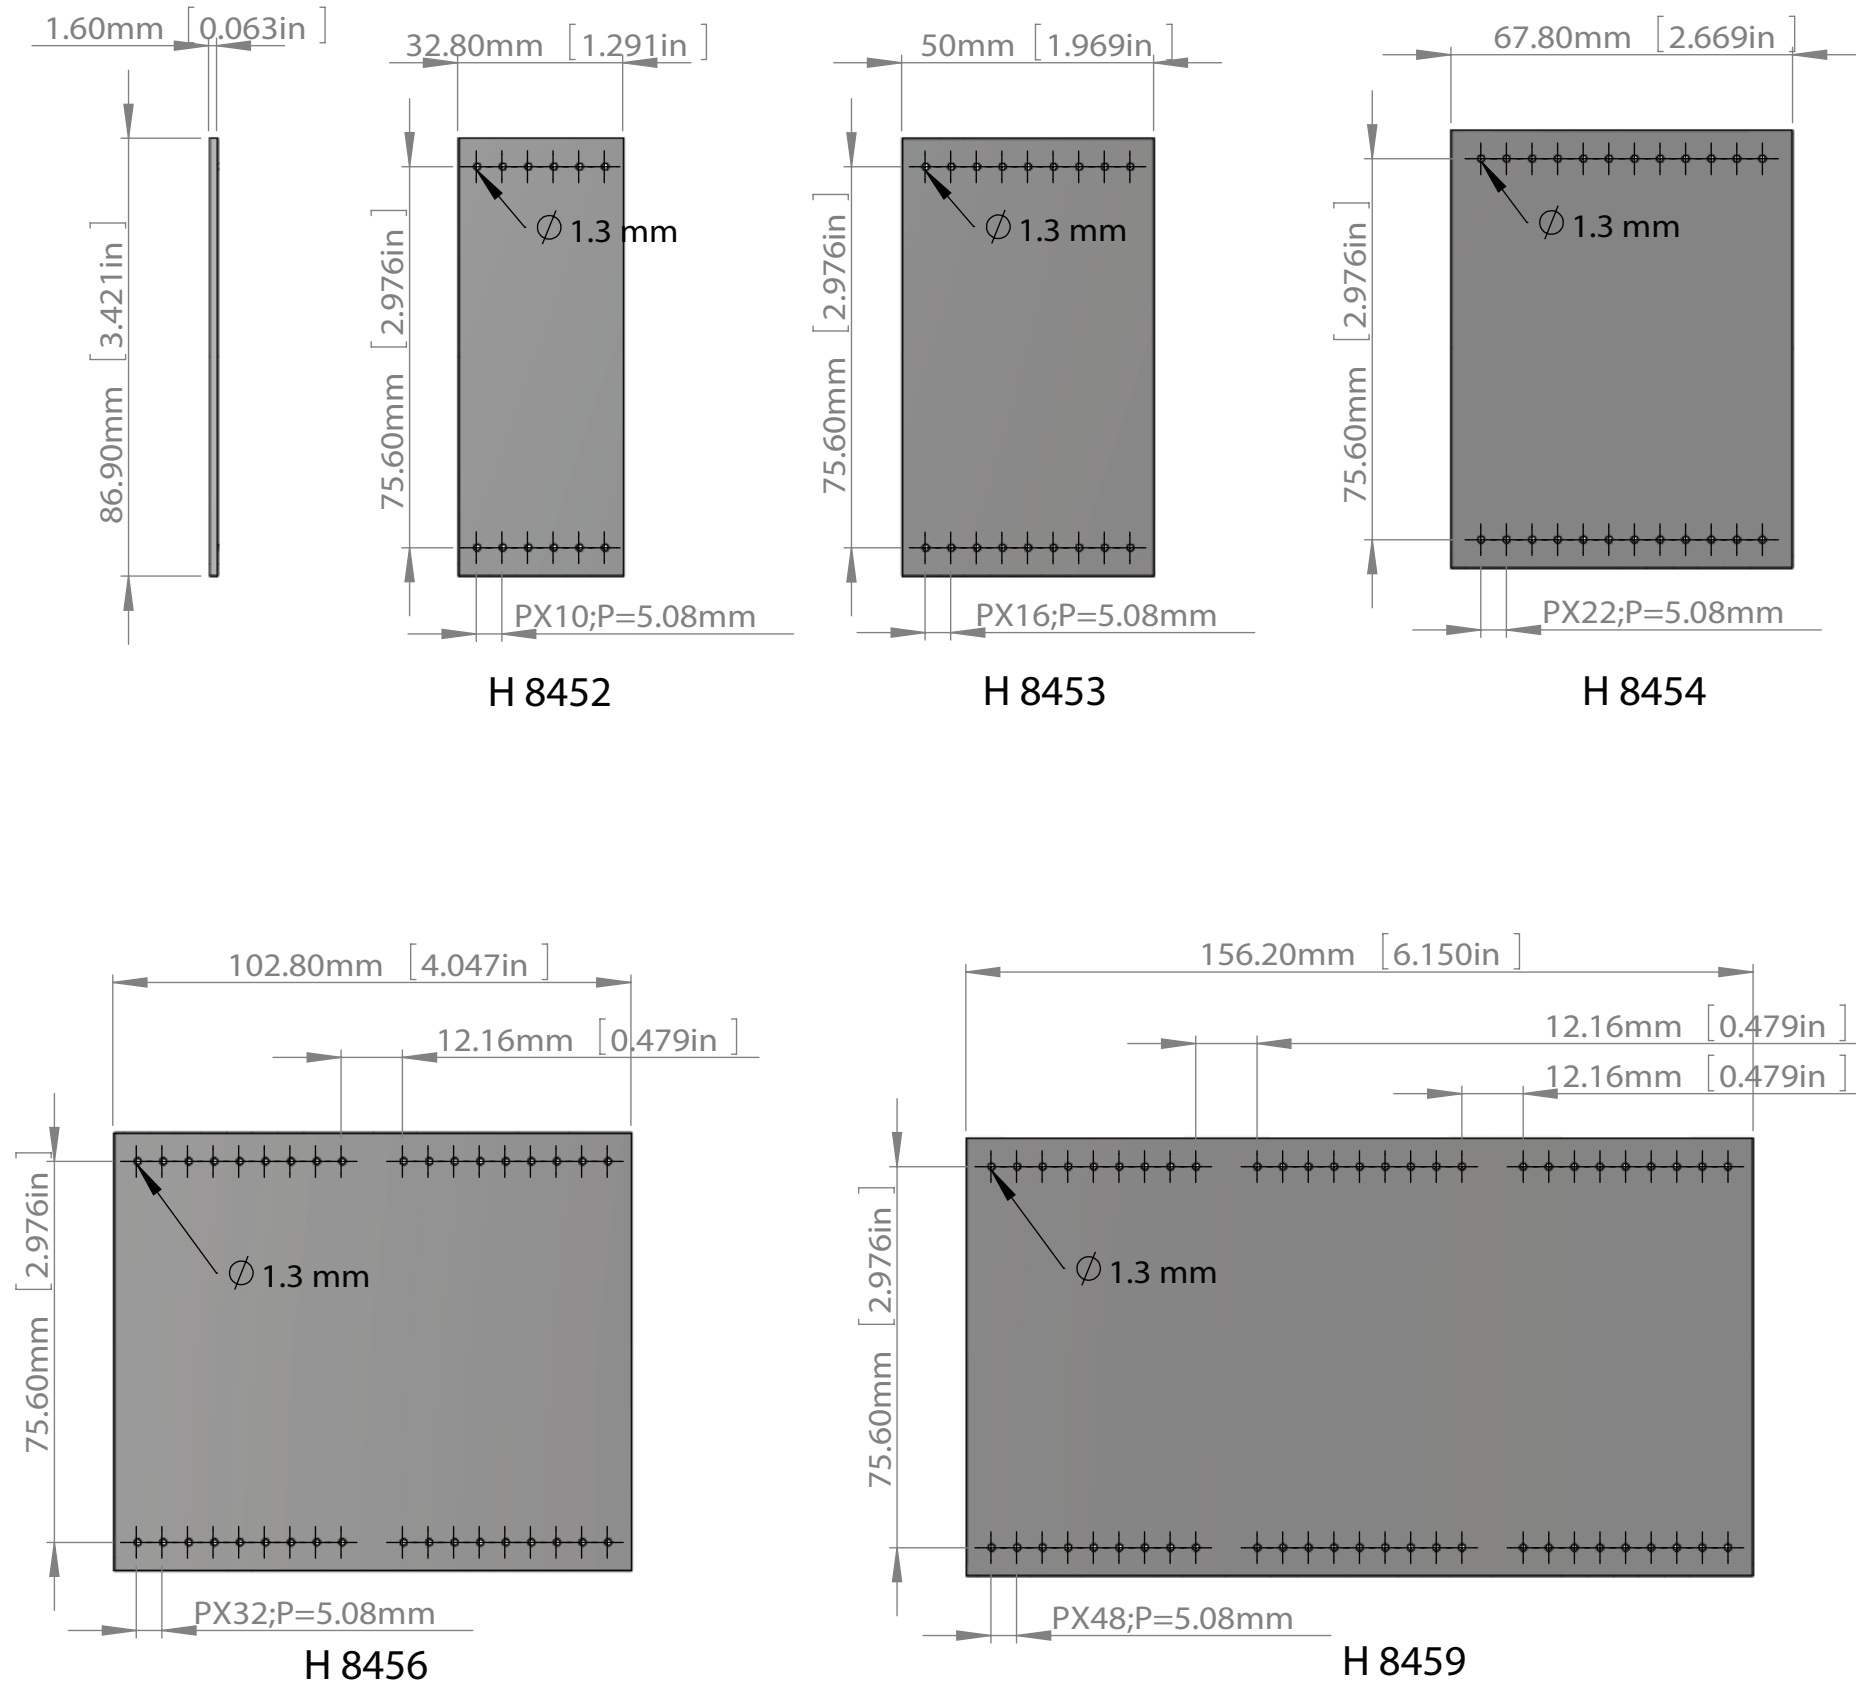 1.60mm [0.063in]
32.80mm [1.291in]
50mm [1.969in]
67.80mm [2.669in]
86.90mm [3.421in]
75.60mm [2.976in]
∅ 1.3 mm
75.60mm [2.976in]
∅ 1.3 mm
75.60mm [2.976in]
∅ 1.3 mm
PX10;P=5.08mm
PX16;P=5.08mm
PX22;P=5.08mm
H 8452
H 8453
H 8454
102.80mm [4.047in]
12.16mm [0.479in]
75.60mm [2.976in]
∅ 1.3 mm
PX32;P=5.08mm
H 8456
156.20mm [6.150in]
12.16mm [0.479in]
12.16mm [0.479in]
75.60mm [2.976in]
∅ 1.3 mm
PX48;P=5.08mm
H 8459